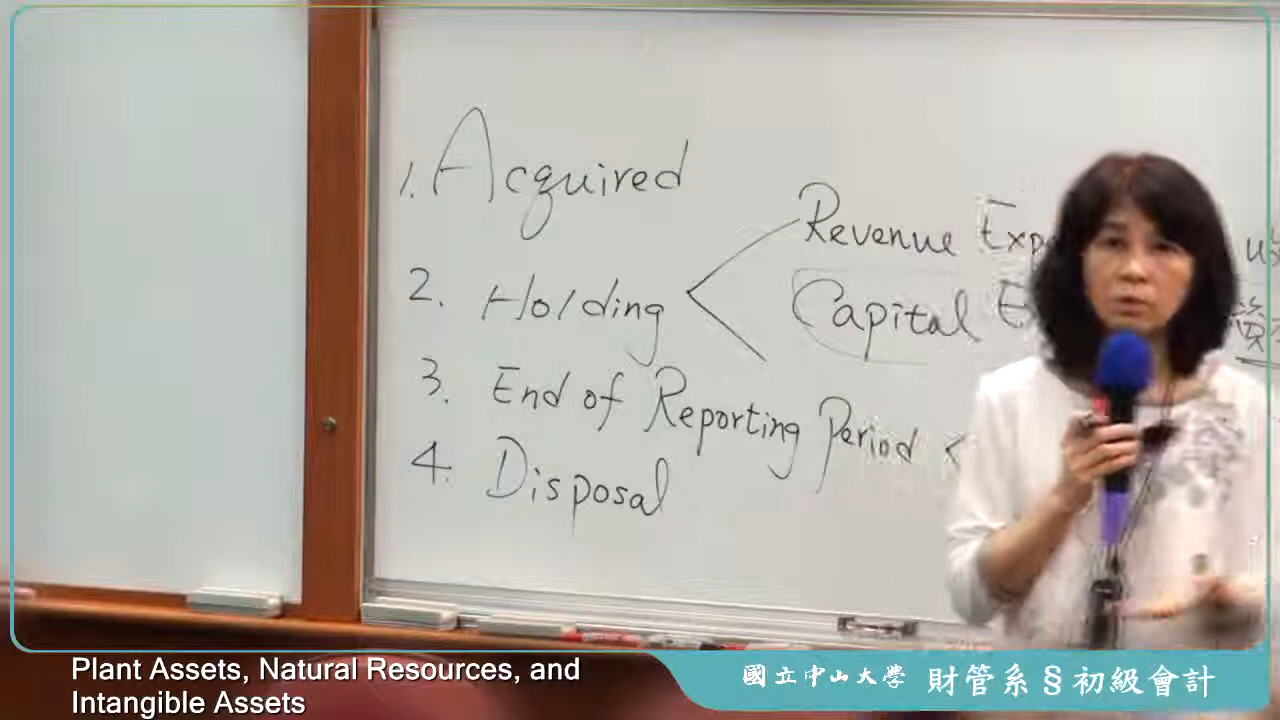 1. Acquired
Revenue Exp
2. Holding
Capital E
3. End of Reporting Period <
4. Disposal
Plant Assets, Natural Resources, and
Intangible Assets
國立中山大學 財管系§初級會計